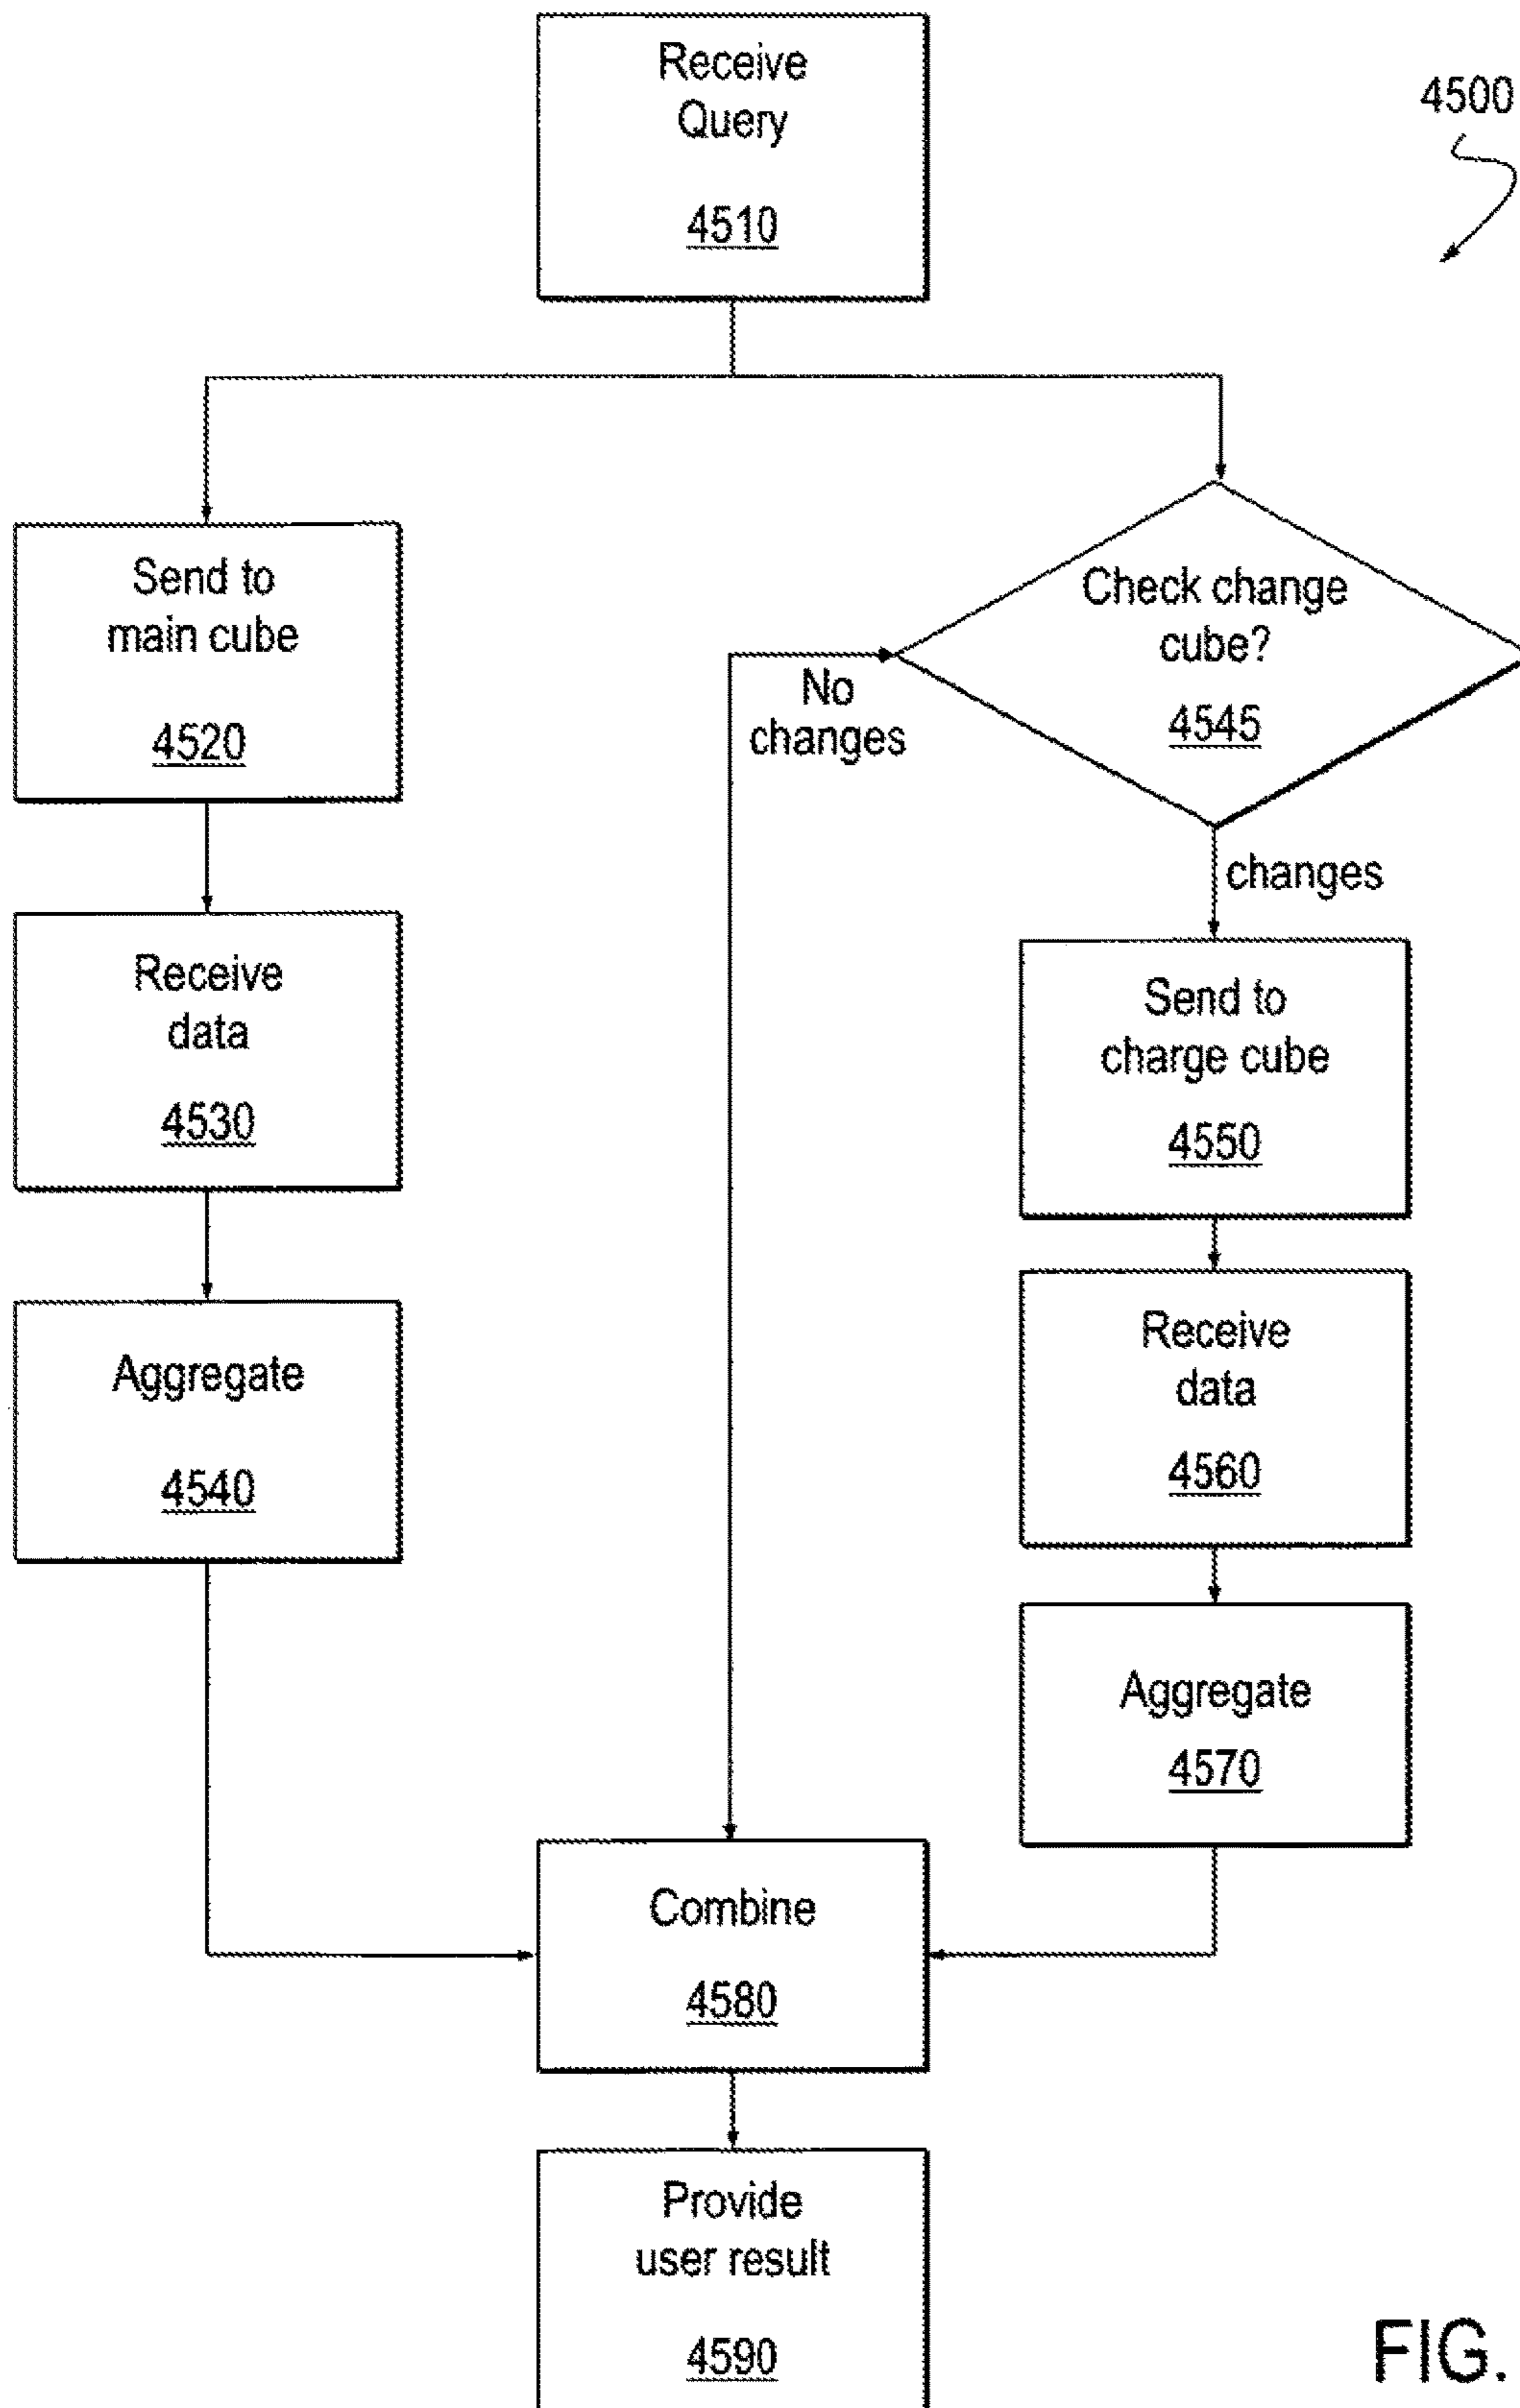 Receive
Query
4510
4500
Send to
main cube
4520
Check change
cube?
4545
No
changes
changes
Receive
data
4530
Send to
charge cube
4550
Aggregate
4540
Receive
data
4560
Aggregate
4570
Combine
4580
Provide
user result
4590
FIG.